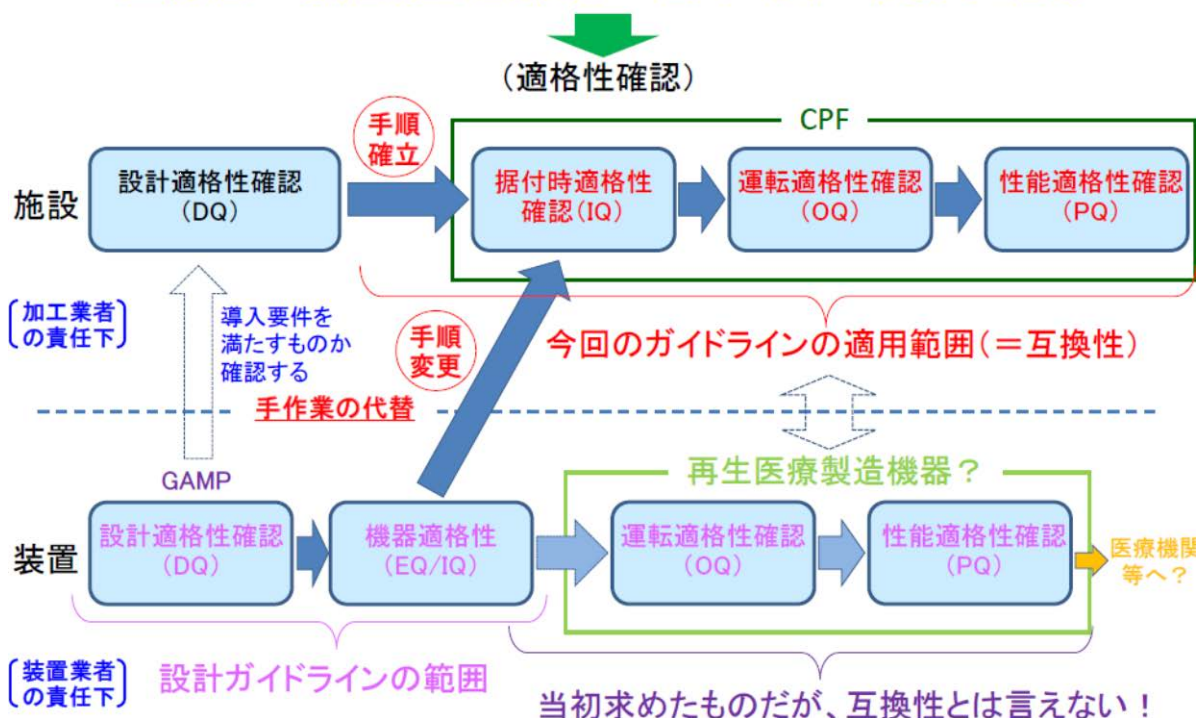 (適格性確認)
CPF
手順
確立
施設
設計適格性確認
(DQ)
据付時適格性
確認(IQ)
運転適格性確認
(OQ)
性能適格性確認
(PQ)
加工業者
の責任下
導入要件を
満たすものか
確認する
手順
変更
今回のガイドラインの適用範囲(=互換性)
手作業の代替
GAMP
再生医療製造機器?
装置
設計適格性確認
(DQ)
機器適格性
(EQ/IQ)
運転適格性確認
(OQ)
性能適格性確認
(PQ)
医療機関
等へ?
装置業者
の責任下
設計ガイドラインの範囲
当初求めたものだが、互換性とは言えない!